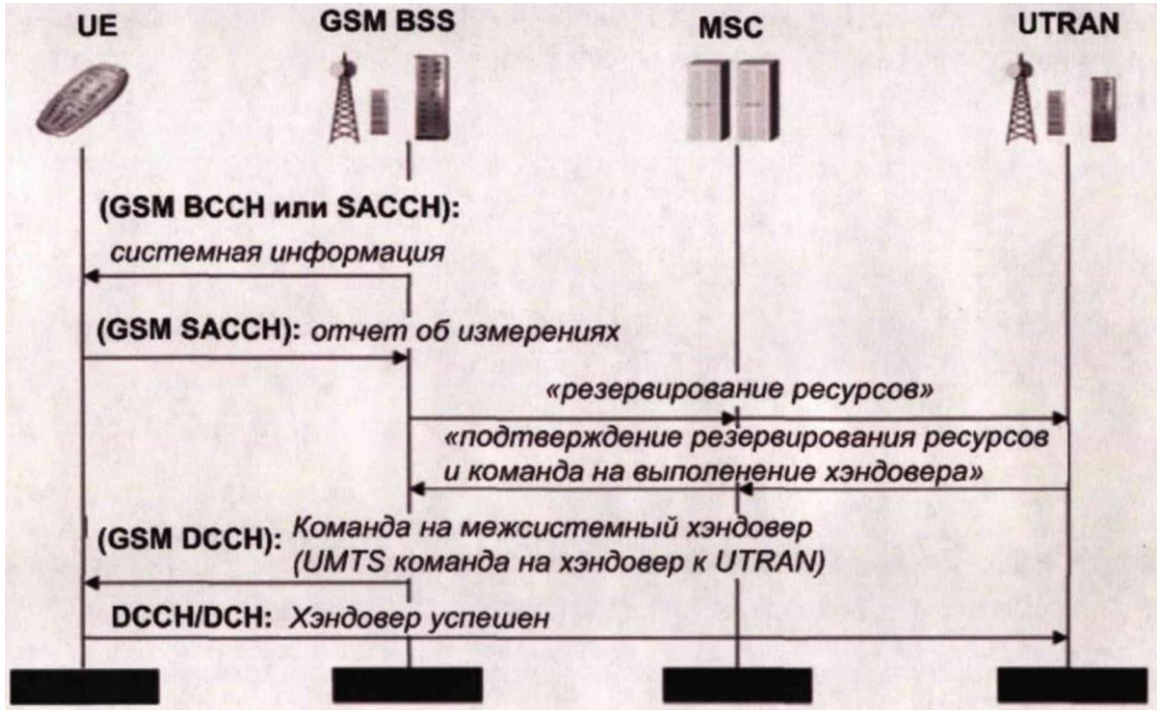 UE
GSM BSS
MSC
UTRAN
(GSM BCCH или SACCH):
системная информация
(GSM SACCH): отчет об измерениях
«резервирование ресурсов»
«подтверждение резервирования ресурсов
и команда на выполенение хэндовера»
(GSM DCCH): Команда на межсистемный хэндовер
(UMTS команда на хэндовер к UTRAN)
DCCH/DCH: Хэндовер успешен